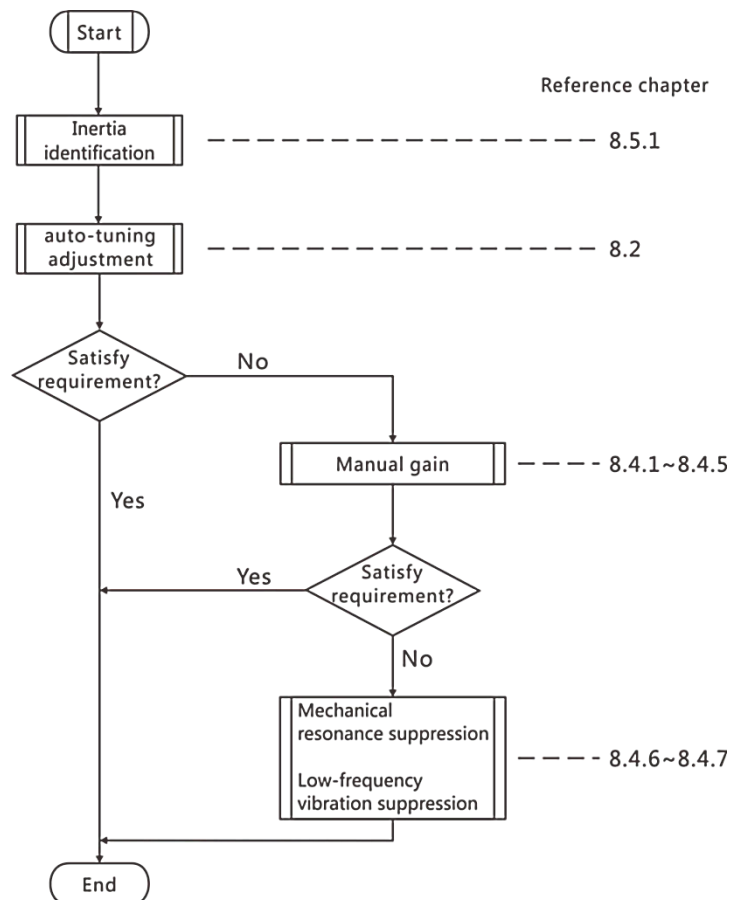 Start
Reference chapter
Inertia
identification
8.5.1
auto-tuning
adjustment
8.2
Satisfy
requirement?
No
Manual gain
8.4.1~8.4.5
Yes
Satisfy
requirement?
Yes
No
Mechanical
resonance suppression
8.4.6~8.4.7
Low-frequency
vibration suppression
End